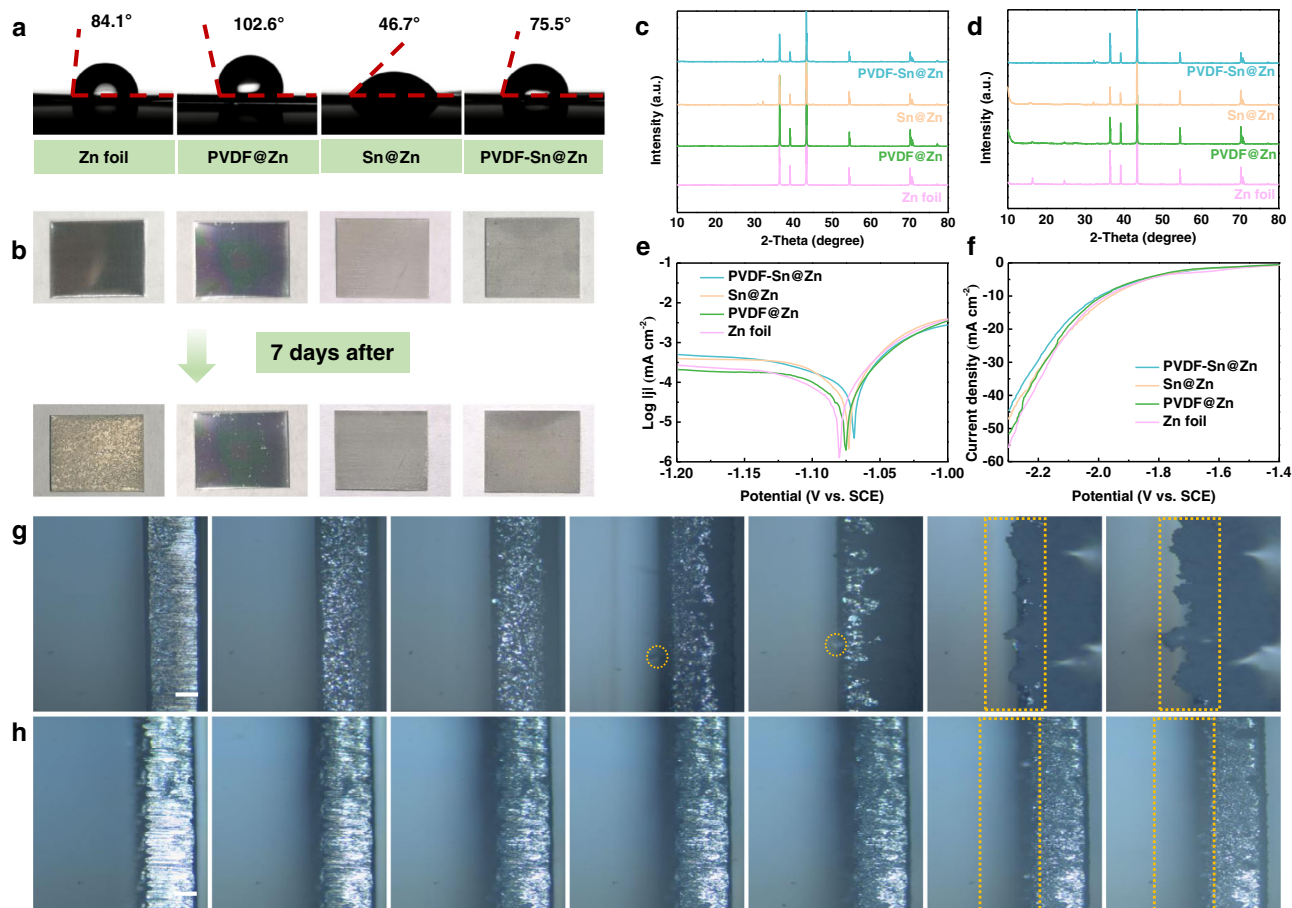 a
84.1°
102.6°
46.7°
75.5°
Zn foil
PVDF@Zn
Sn@Zn
PVDF-Sn@Zn
b
7 days after
c
Intensity (a.u.)
PVDF-Sn@Zn
Sn@Zn
PVDF@Zn
Zn foil
10 20 30 40 50 60 70 80
2-Theta (degree)
d
Intensity (a.u.)
PVDF-Sn@Zn
Sn@Zn
PVDF@Zn
Zn foil
10 20 30 40 50 60 70 80
2-Theta (degree)
e
Log |j| (mA cm⁻²)
-1
-2
-3
-4
-5
-6
PVDF-Sn@Zn
Sn@Zn
PVDF@Zn
Zn foil
-1.20 -1.15 -1.10 -1.05 -1.00
Potential (V vs. SCE)
f
Current density (mA cm⁻²)
0
-10
-20
-30
-40
-50
-60
PVDF-Sn@Zn
Sn@Zn
PVDF@Zn
Zn foil
-2.2 -2.0 -1.8 -1.6 -1.4
Potential (V vs. SCE)
g
h